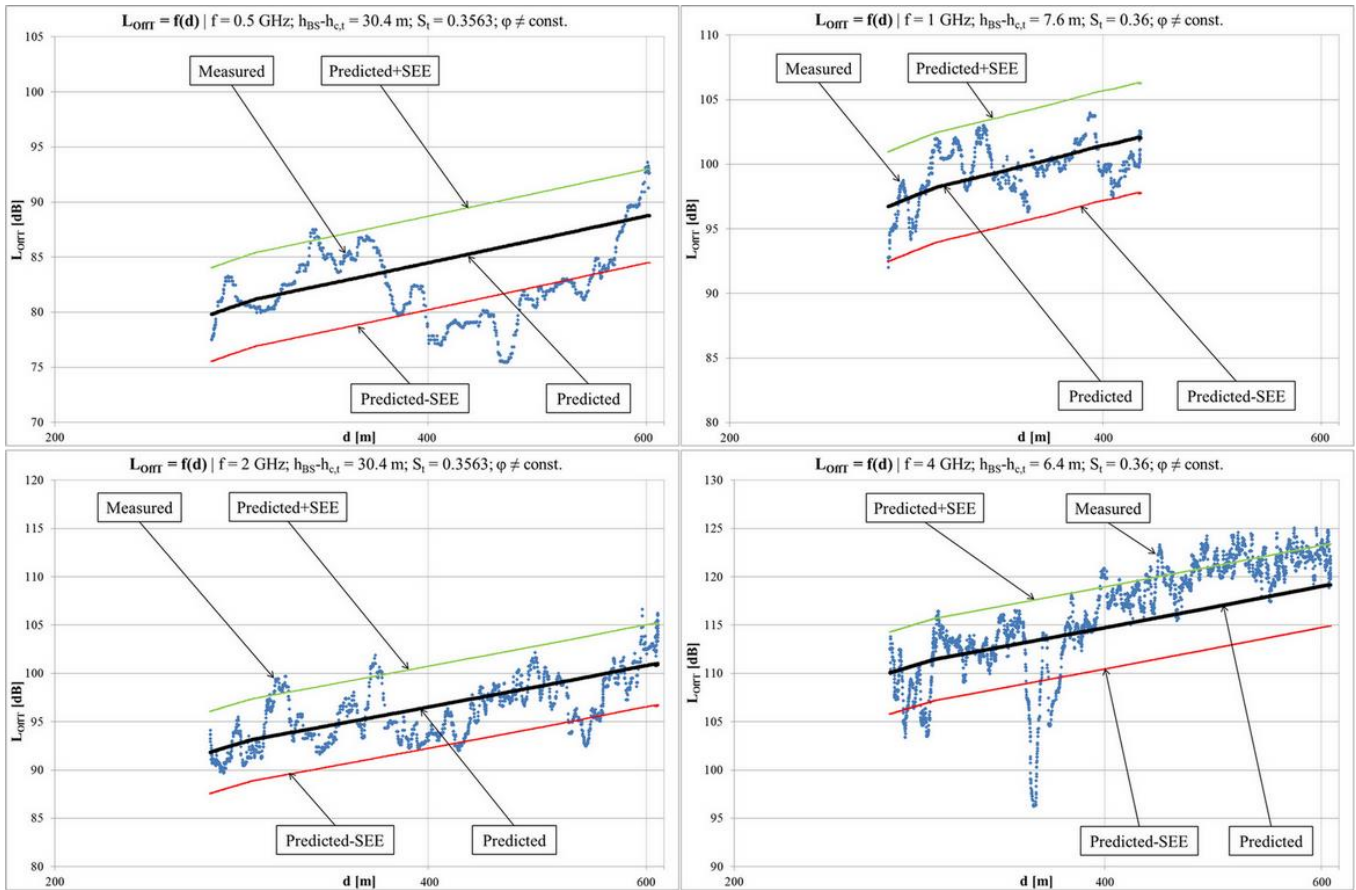 L_OffT = f(d) | f = 0.5 GHz; h_BS-h_c,t = 30.4 m; S_t = 0.3563; φ ≠ const.
105
100
95
90
85
80
75
70
L_OffT [dB]
Measured
Predicted+SEE
Predicted-SEE
Predicted
200
400
600
d [m]
L_OffT = f(d) | f = 1 GHz; h_BS-h_c,t = 7.6 m; S_t = 0.36; φ ≠ const.
110
105
100
95
90
85
80
L_OffT [dB]
Measured
Predicted+SEE
Predicted
Predicted-SEE
200
400
600
d [m]
L_OffT = f(d) | f = 2 GHz; h_BS-h_c,t = 30.4 m; S_t = 0.3563; φ ≠ const.
120
115
110
105
100
95
90
85
80
L_OffT [dB]
Measured
Predicted+SEE
Predicted-SEE
Predicted
200
400
600
d [m]
L_OffT = f(d) | f = 4 GHz; h_BS-h_c,t = 6.4 m; S_t = 0.36; φ ≠ const.
130
125
120
115
110
105
100
95
90
L_OffT [dB]
Predicted+SEE
Measured
Predicted-SEE
Predicted
200
400
600
d [m]